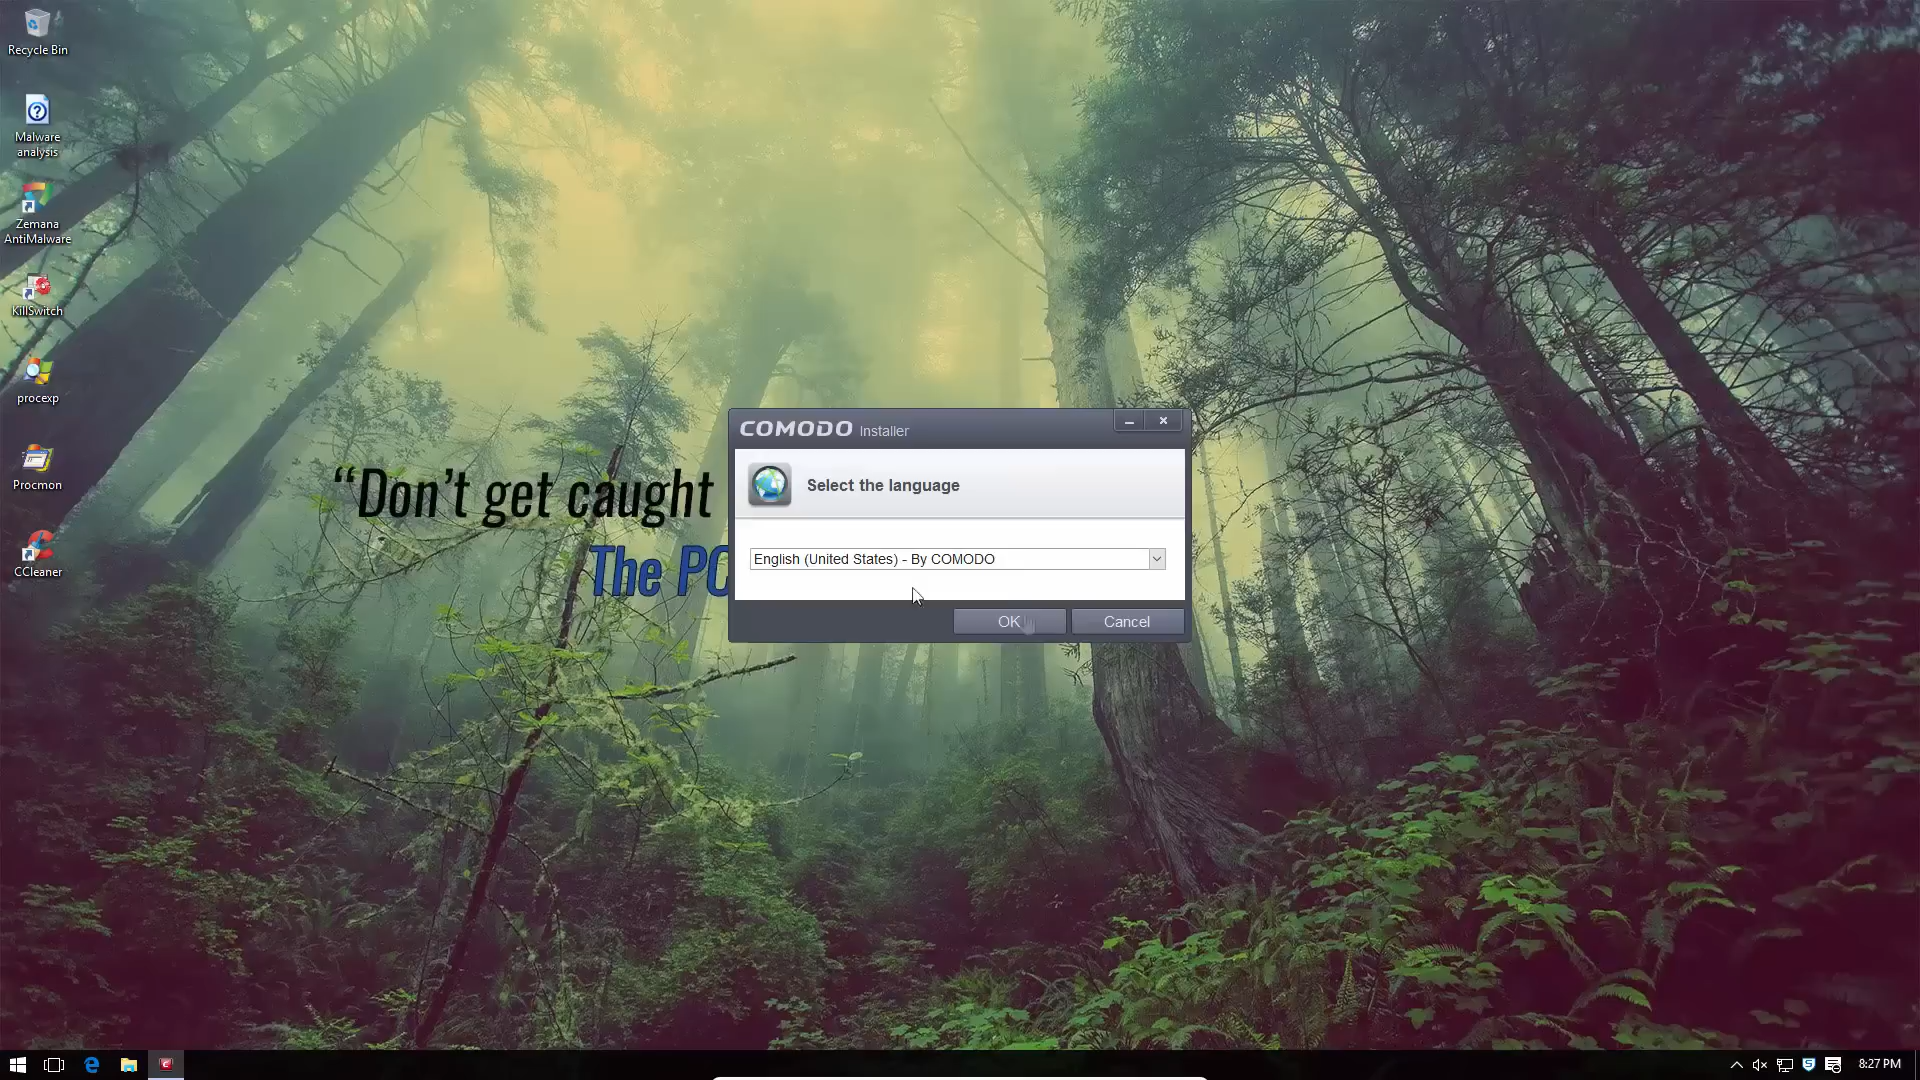 Recycle Bin
Malware
analysis
Zemana
AntiMalware
KillSwitch
procexp
Procmon
CCleaner
“Don’t get caught
The PC
COMODO Installer
Select the language
English (United States) - By COMODO
OK
Cancel
8:27 PM